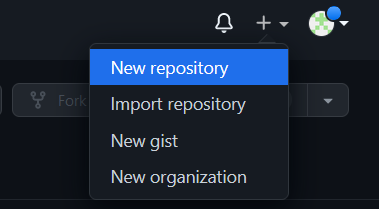 New repository
Fork
Import repository
New gist
New organization